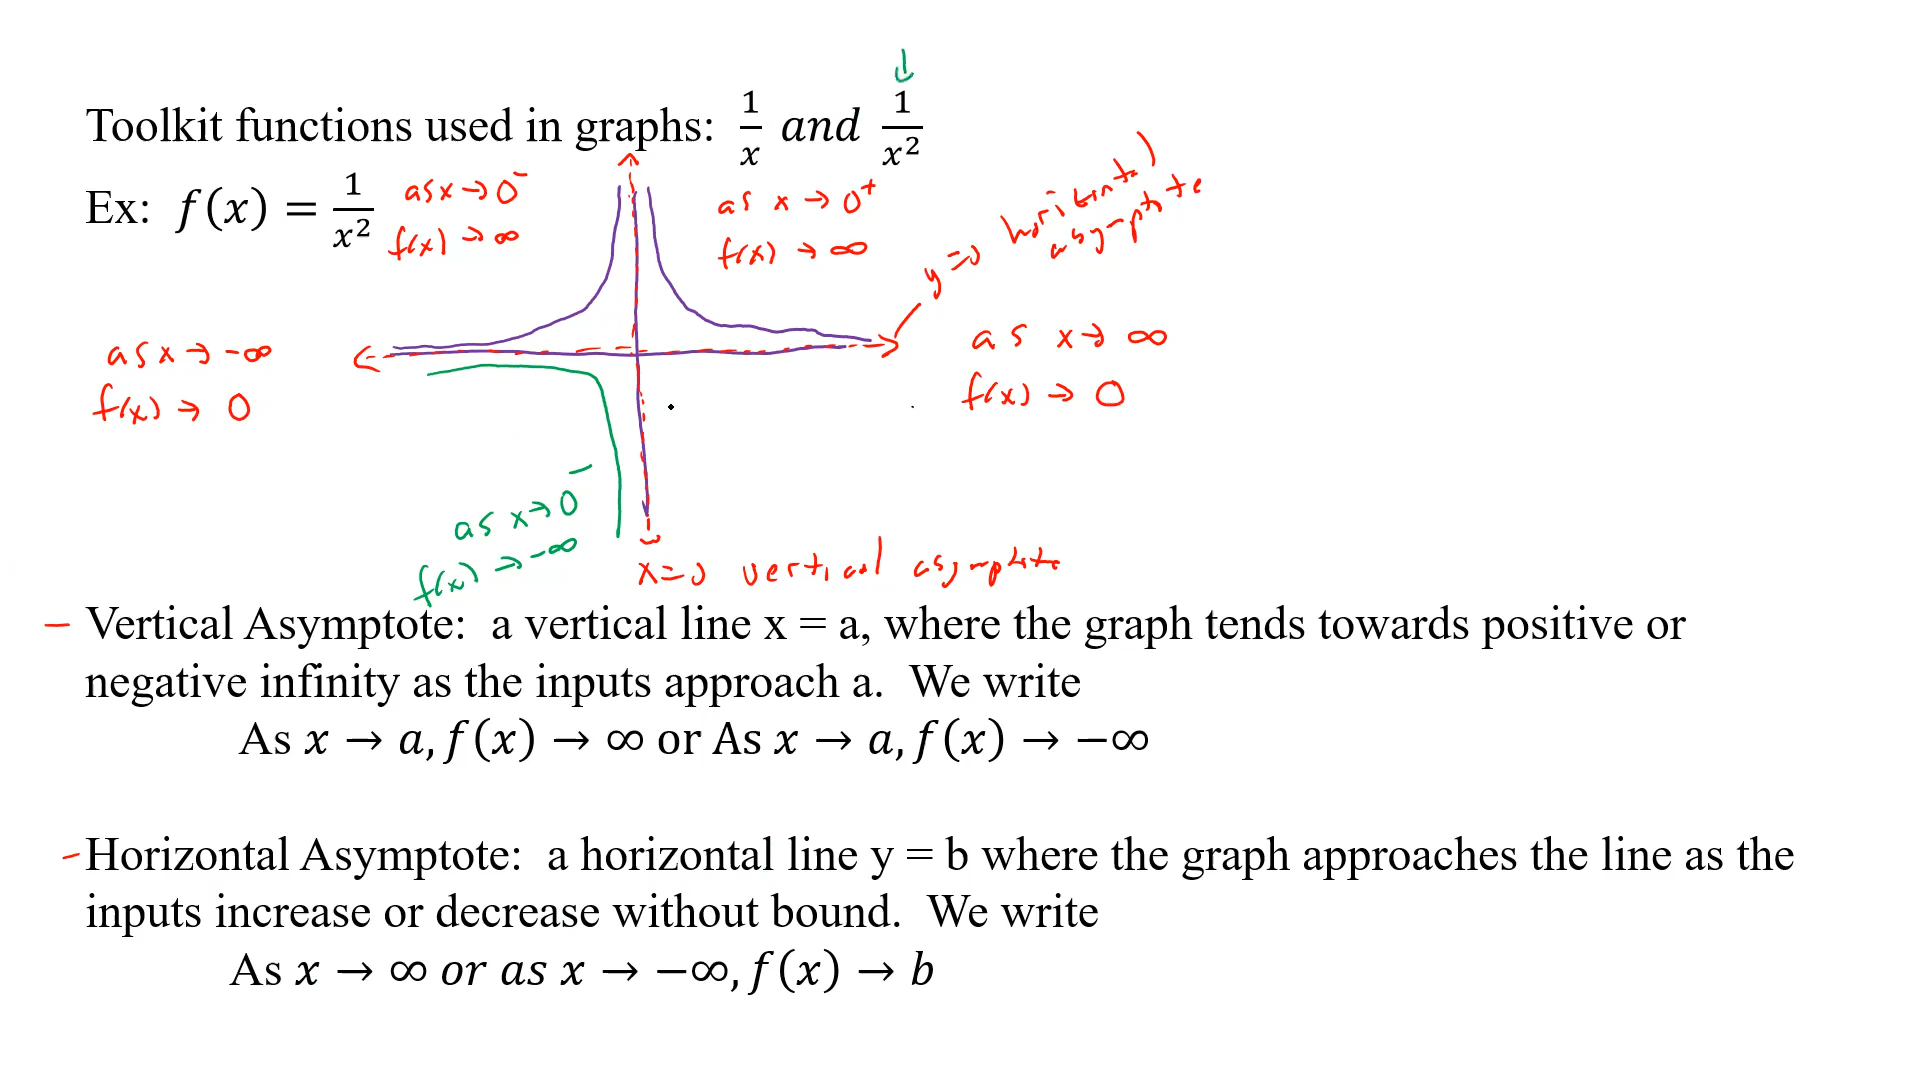 Toolkit functions used in graphs: 1/x and 1/x²
Ex: f(x) = 1/x²
as x → 0⁻
f(x) → ∞
as x → 0⁺
f(x) → ∞
y = 0 horizontal
asymptote
as x → -∞
f(x) → 0
as x → ∞
f(x) → 0
as x → 0⁻
f(x) → -∞
x = 0 vertical asymptote
– Vertical Asymptote: a vertical line x = a, where the graph tends towards positive or
negative infinity as the inputs approach a. We write
As x → a, f(x) → ∞ or As x → a, f(x) → −∞
- Horizontal Asymptote: a horizontal line y = b where the graph approaches the line as the
inputs increase or decrease without bound. We write
As x → ∞ or as x → −∞, f(x) → b